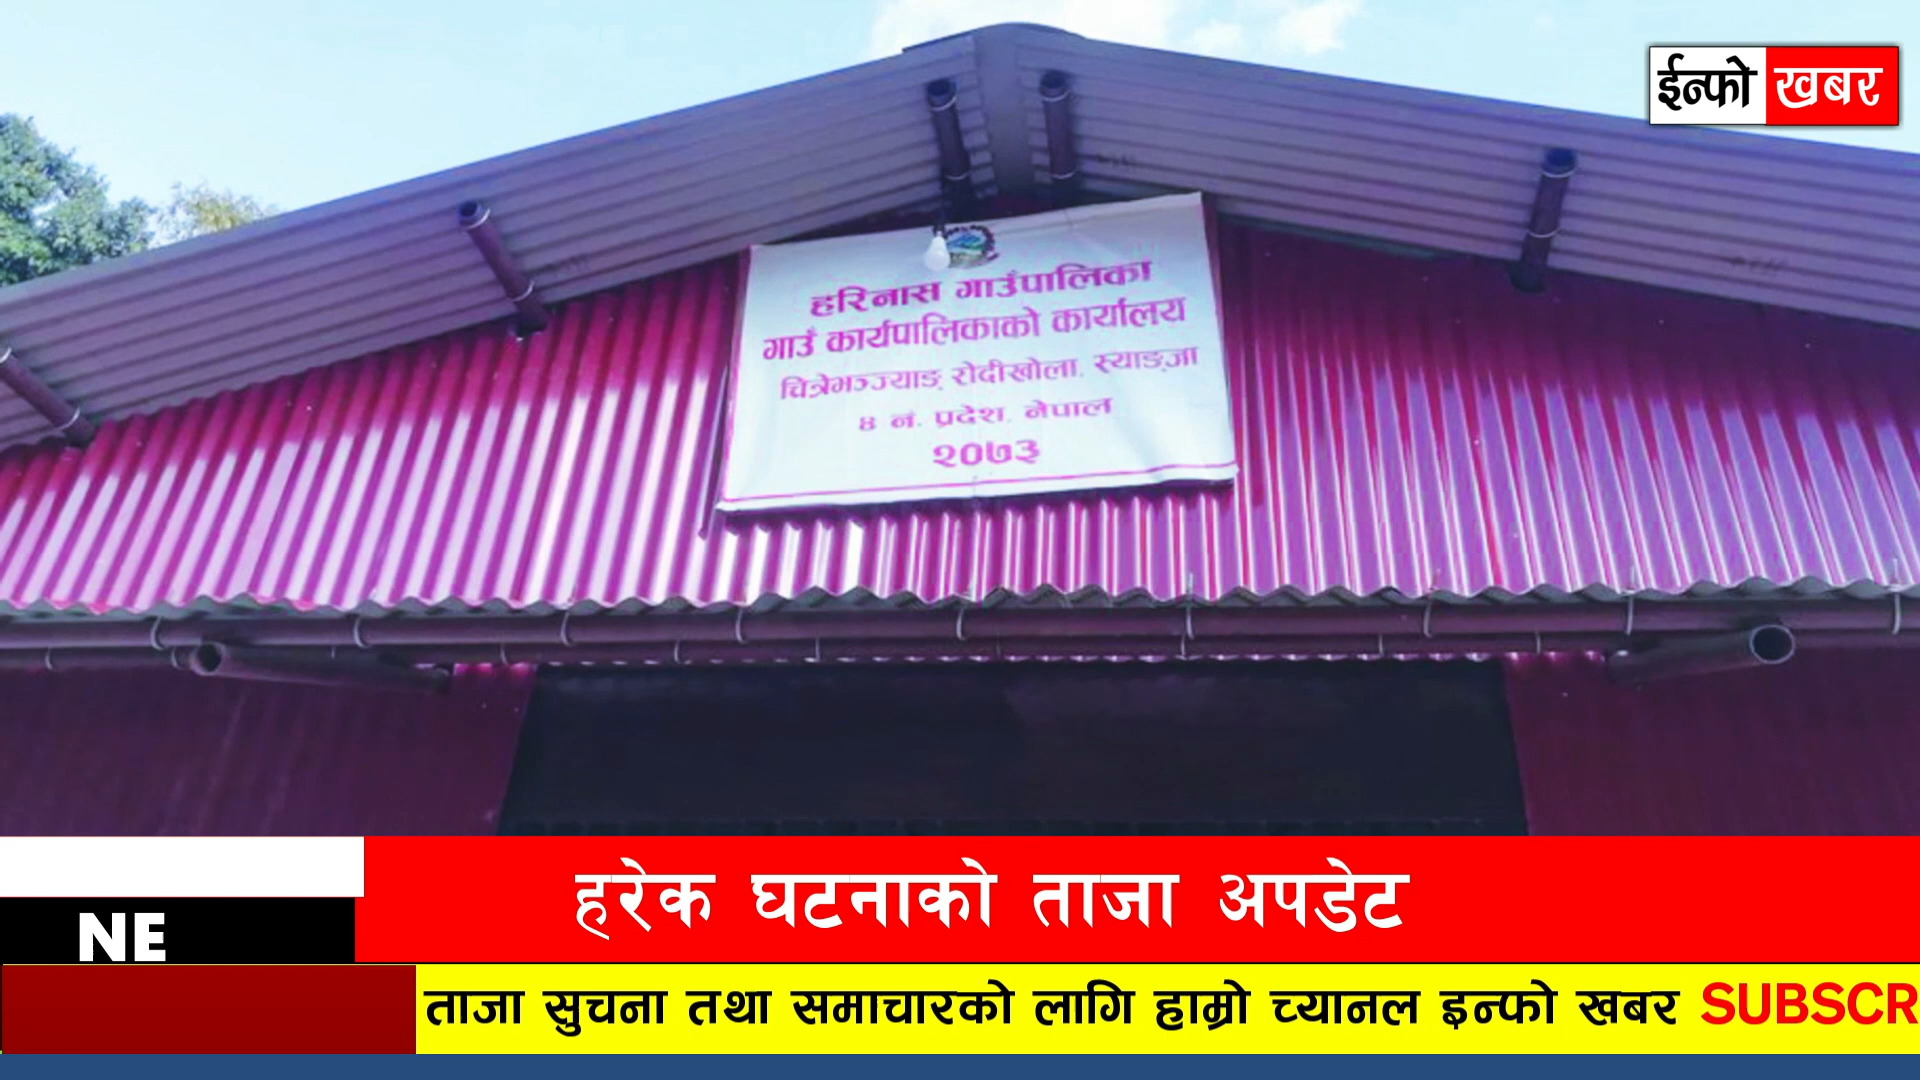 ईन्फो खबर
हरिनास गाउँपालिका
गाउँ कार्यपालिकाको कार्यालय
चित्रेभञ्ज्याङ् रोदीखोला, स्याङ्जा
४ नं. प्रदेश, नेपाल
२०७३
हरेक घटनाको ताजा अपडेट
NE
ताजा सुचना तथा समाचारको लागि हाम्रो च्यानल इन्फो खबर SUBSCR